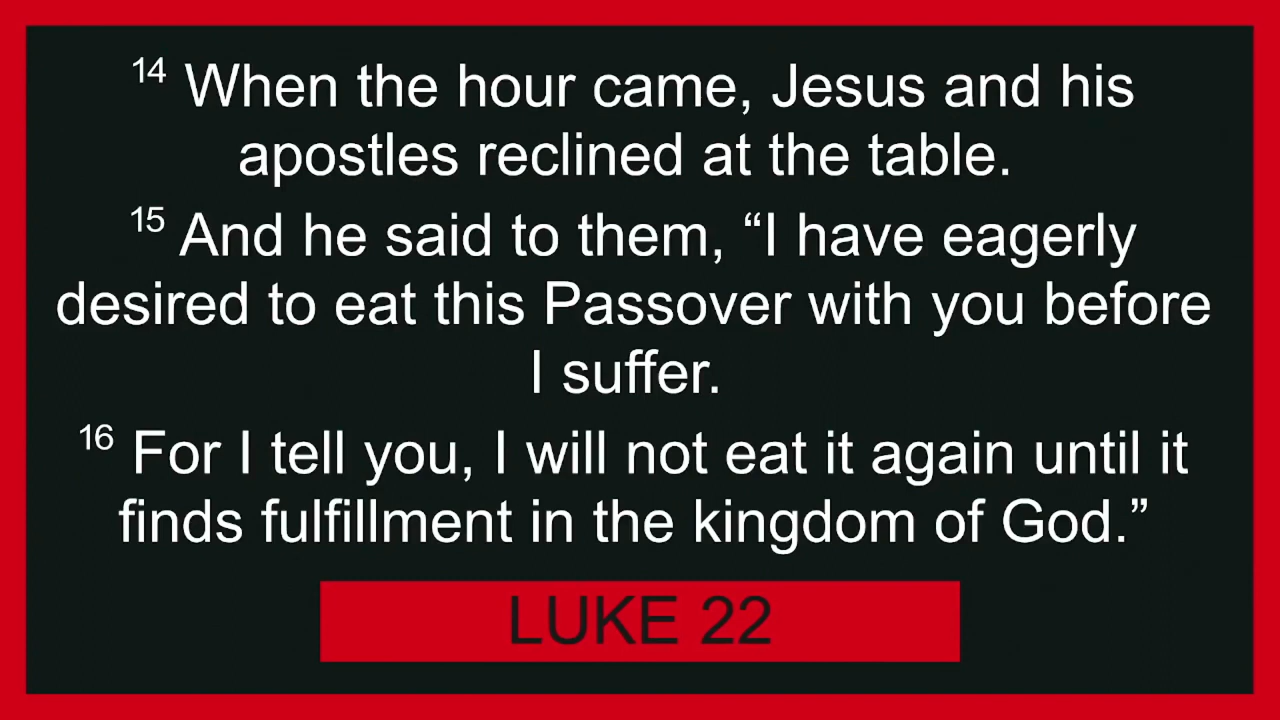 14 When the hour came, Jesus and his
apostles reclined at the table.
15 And he said to them, “I have eagerly
desired to eat this Passover with you before
I suffer.
16 For I tell you, I will not eat it again until it
finds fulfillment in the kingdom of God.”
LUKE 22